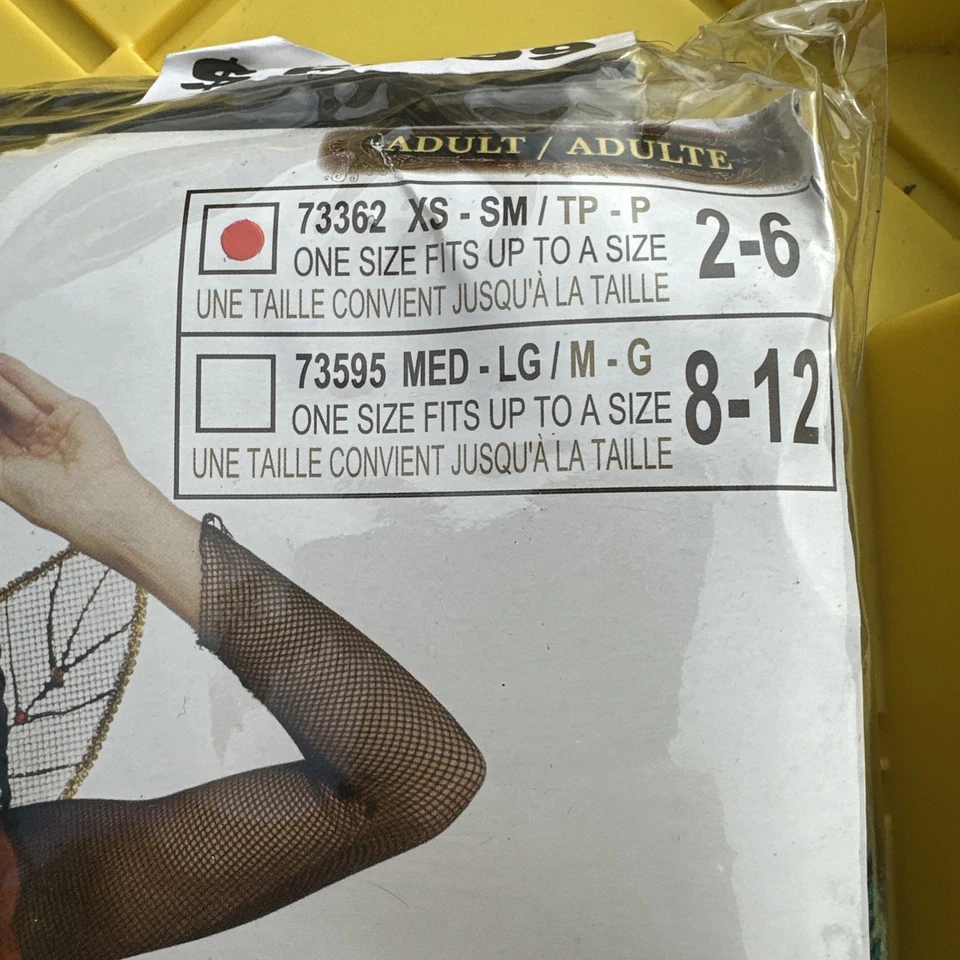 ADULT / ADULTE
73362 XS - SM / TP - P
ONE SIZE FITS UP TO A SIZE
2-6
UNE TAILLE CONVIENT JUSQU'À LA TAILLE
73595 MED - LG / M - G
ONE SIZE FITS UP TO A SIZE
8-12
UNE TAILLE CONVIENT JUSQU'À LA TAILLE